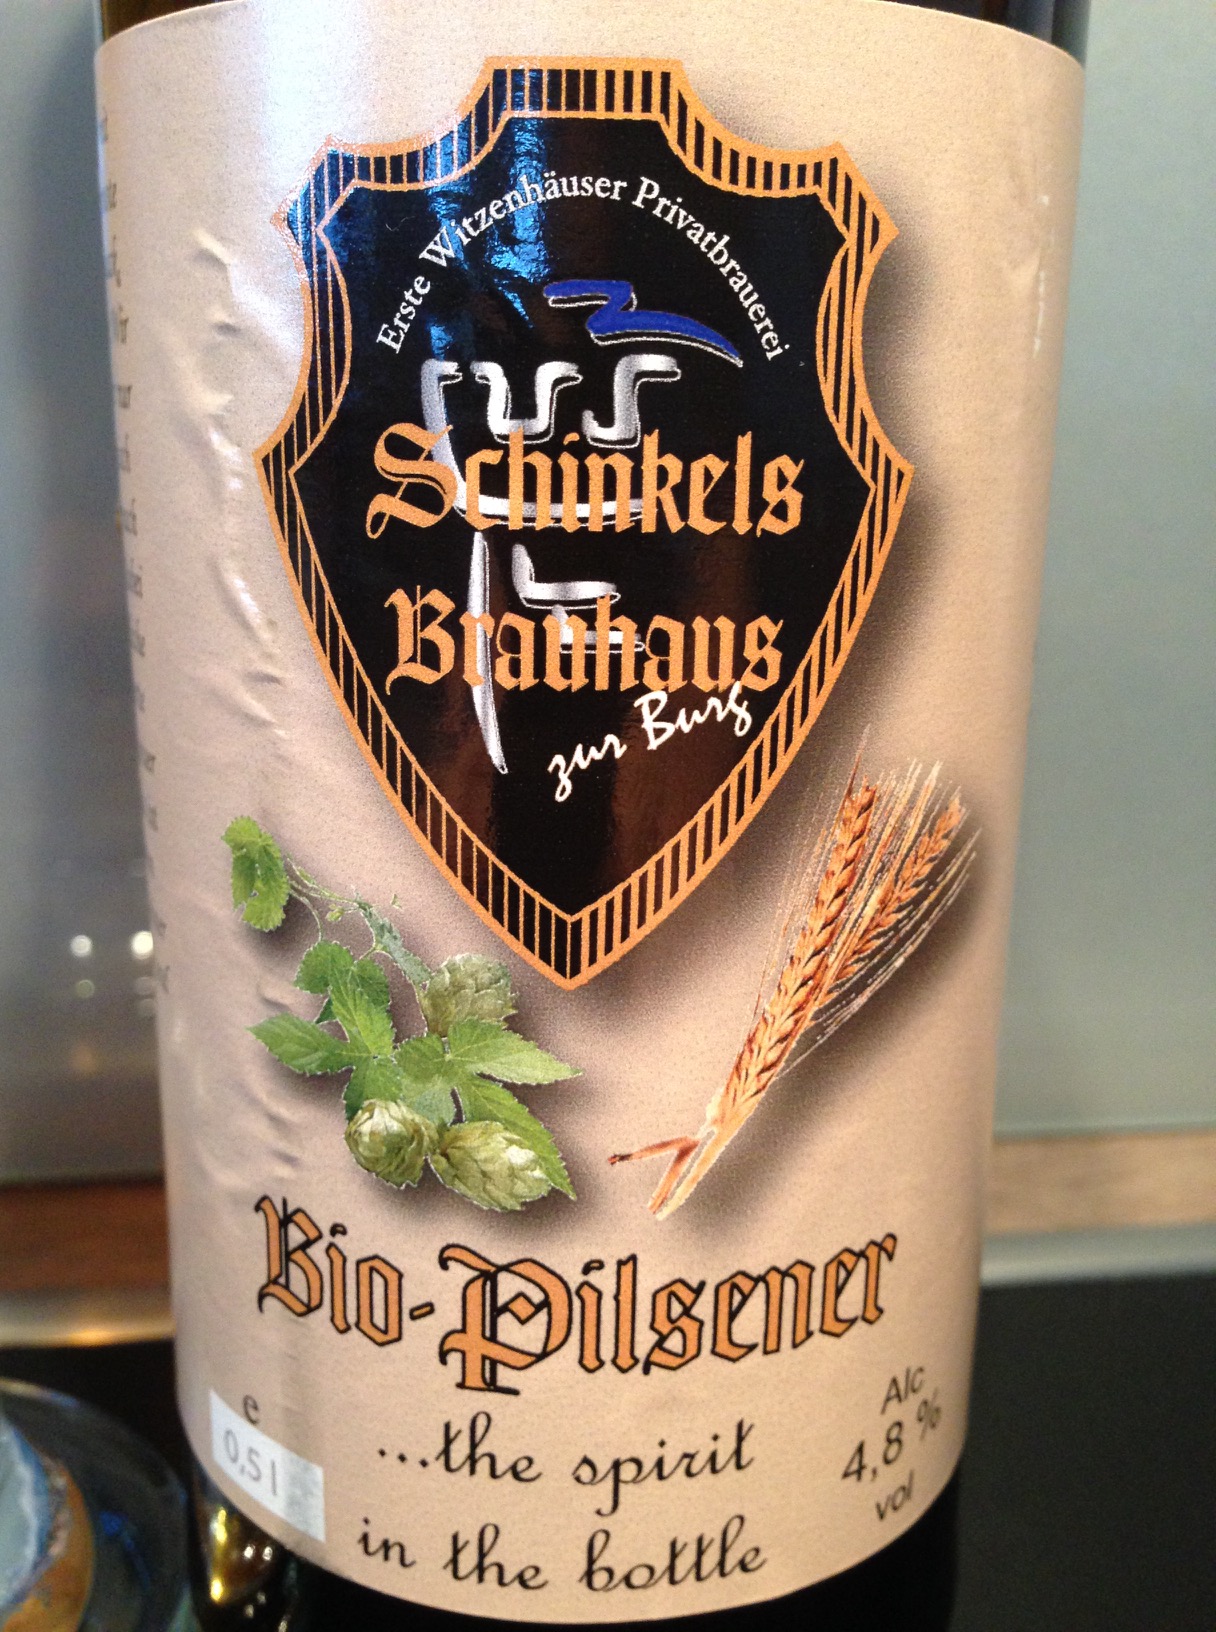 Erste Witzenhäuser Privatbrauerei
Schinkels
Brauhaus
zur Burg
Bio-Pilsener
e
0,5 l
...the spirit
in the bottle
Alc
4,8 %
vol